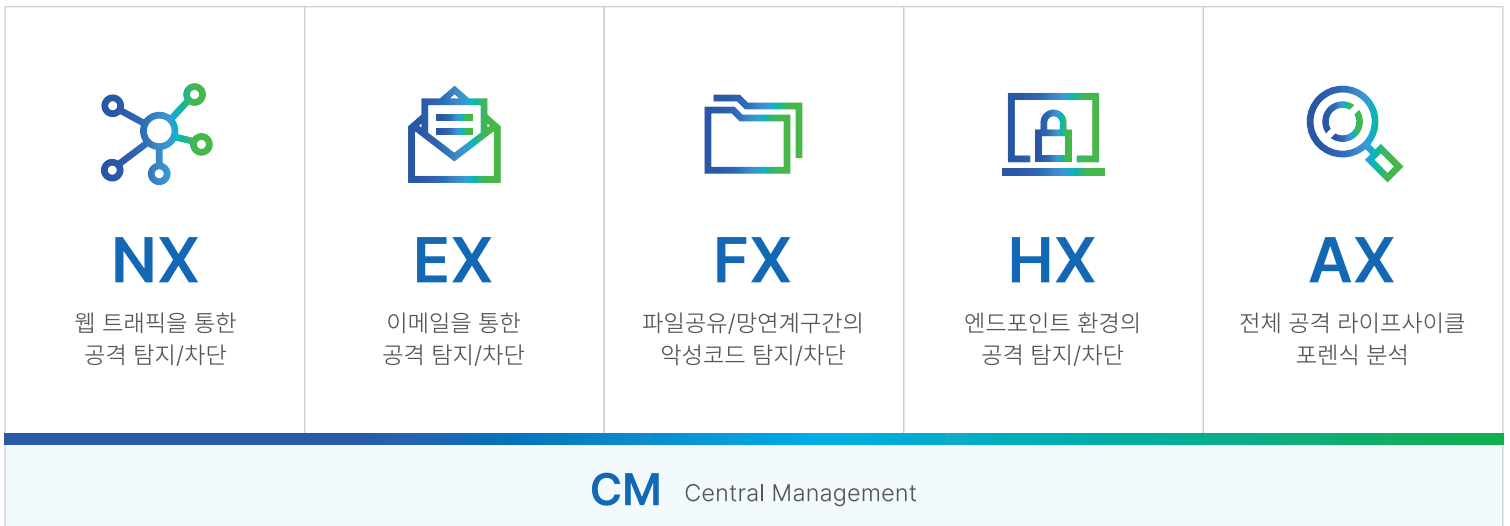 NX
웹 트래픽을 통한
공격 탐지/차단
EX
이메일을 통한
공격 탐지/차단
FX
파일공유/망연계구간의
악성코드 탐지/차단
HX
엔드포인트 환경의
공격 탐지/차단
AX
전체 공격 라이프사이클
포렌식 분석
CM Central Management